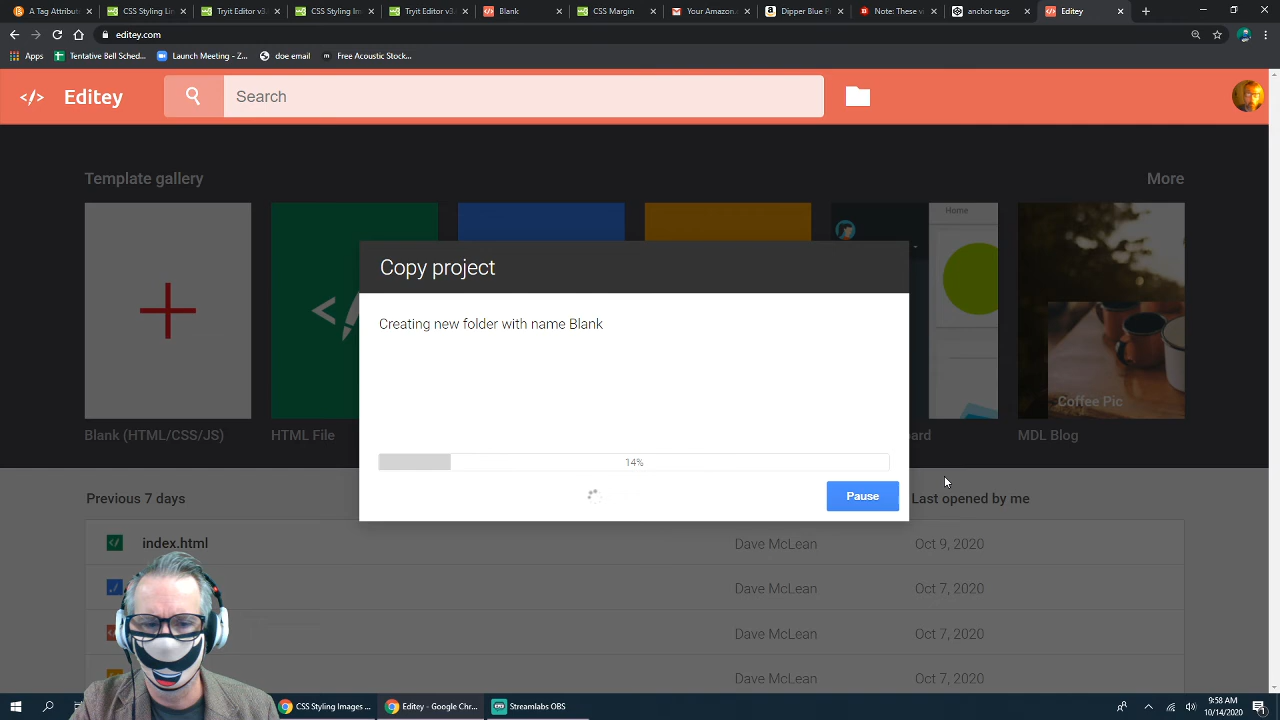 A Tag Attribute
CSS Styling Lin
Tryit Editor v3.
CSS Styling Im
Tryit Editor v3.
Blank
CSS Margin
Your Amazon.
Dipper Blue Pi
Note: These v
anchor tags
Editey
editey.com
Apps
Tentative Bell Sched...
Launch Meeting - Z...
doe email
Free Acoustic Stock...
</> Editey
Search
Template gallery
More
Home
Coffee Pic
Blank (HTML/CSS/JS)
HTML File
ard
MDL Blog
Copy project
Creating new folder with name Blank
14%
Pause
Previous 7 days
Last opened by me
index.html
Dave McLean
Oct 9, 2020
Dave McLean
Oct 7, 2020
Dave McLean
Oct 7, 2020
Dave McLean
Oct 7, 2020
CSS Styling Images ...
Editey - Google Chr...
Streamlabs OBS
9:58 AM
10/14/2020